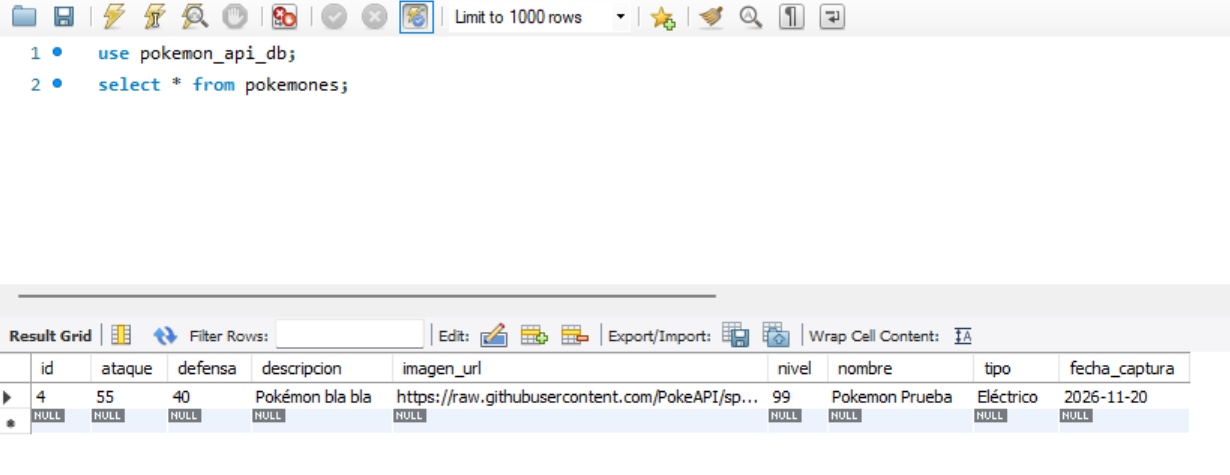 Limit to 1000 rows
1 use pokemon_api_db;
2 select * from pokemones;
Result Grid Filter Rows: Edit: Export/Import: Wrap Cell Content:
id ataque defensa descripcion imagen_url nivel nombre tipo fecha_captura
4 55 40 Pokémon bla bla https://raw.githubusercontent.com/PokeAPI/sp... 99 Pokemon Prueba Eléctrico 2026-11-20
NULL NULL NULL NULL NULL NULL NULL NULL NULL